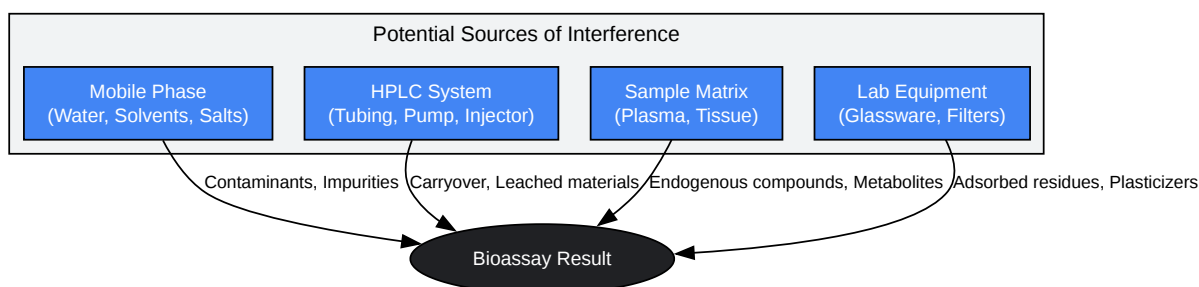 Potential Sources of Interference
Mobile Phase
(Water, Solvents, Salts)
HPLC System
(Tubing, Pump, Injector)
Sample Matrix
(Plasma, Tissue)
Lab Equipment
(Glassware, Filters)
Contaminants, Impurities
Carryover, Leached materials
Endogenous compounds, Metabolites
Adsorbed residues, Plasticizers
Bioassay Result